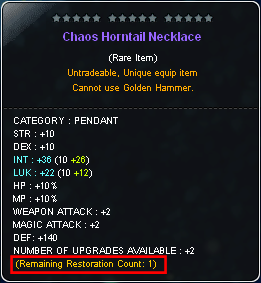 Chaos Horntail Necklace
(Rare Item)
Untradeable, Unique equip item
Cannot use Golden Hammer.
CATEGORY : PENDANT
STR : +10
DEX : +10
INT : +36 (10 +26)
LUK : +22 (10 +12)
HP : +10%
MP : +10%
WEAPON ATTACK : +2
MAGIC ATTACK : +2
DEF: +140
NUMBER OF UPGRADES AVAILABLE : +2
(Remaining Restoration Count: 1)